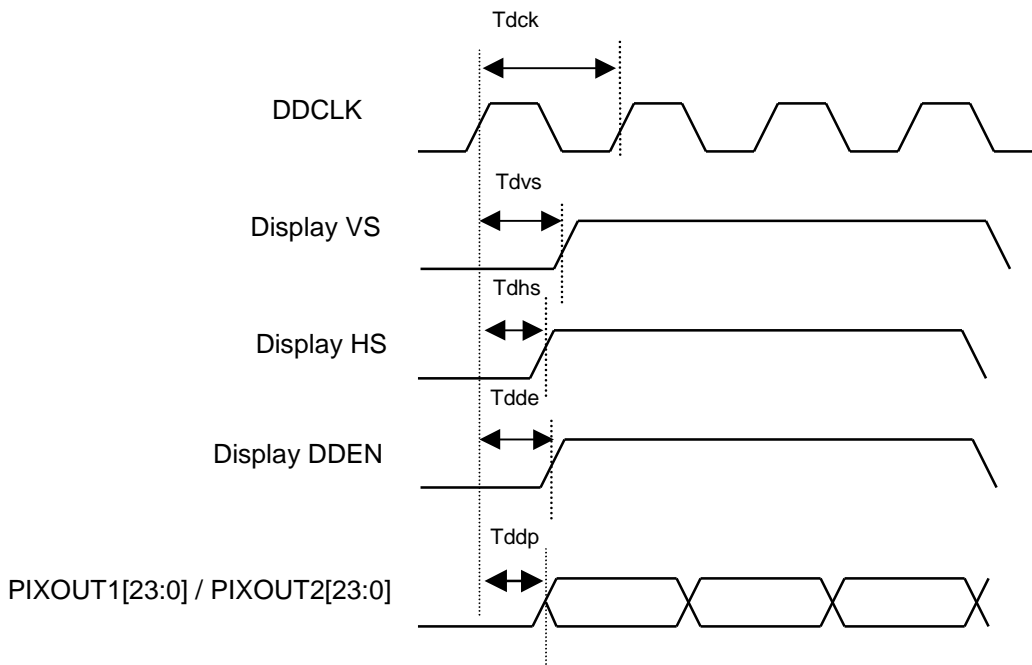 Tdck
DDCLK
Tdvs
Display VS
Tdhs
Display HS
Tdde
Display DDEN
Tddp
PIXOUT1[23:0] / PIXOUT2[23:0]